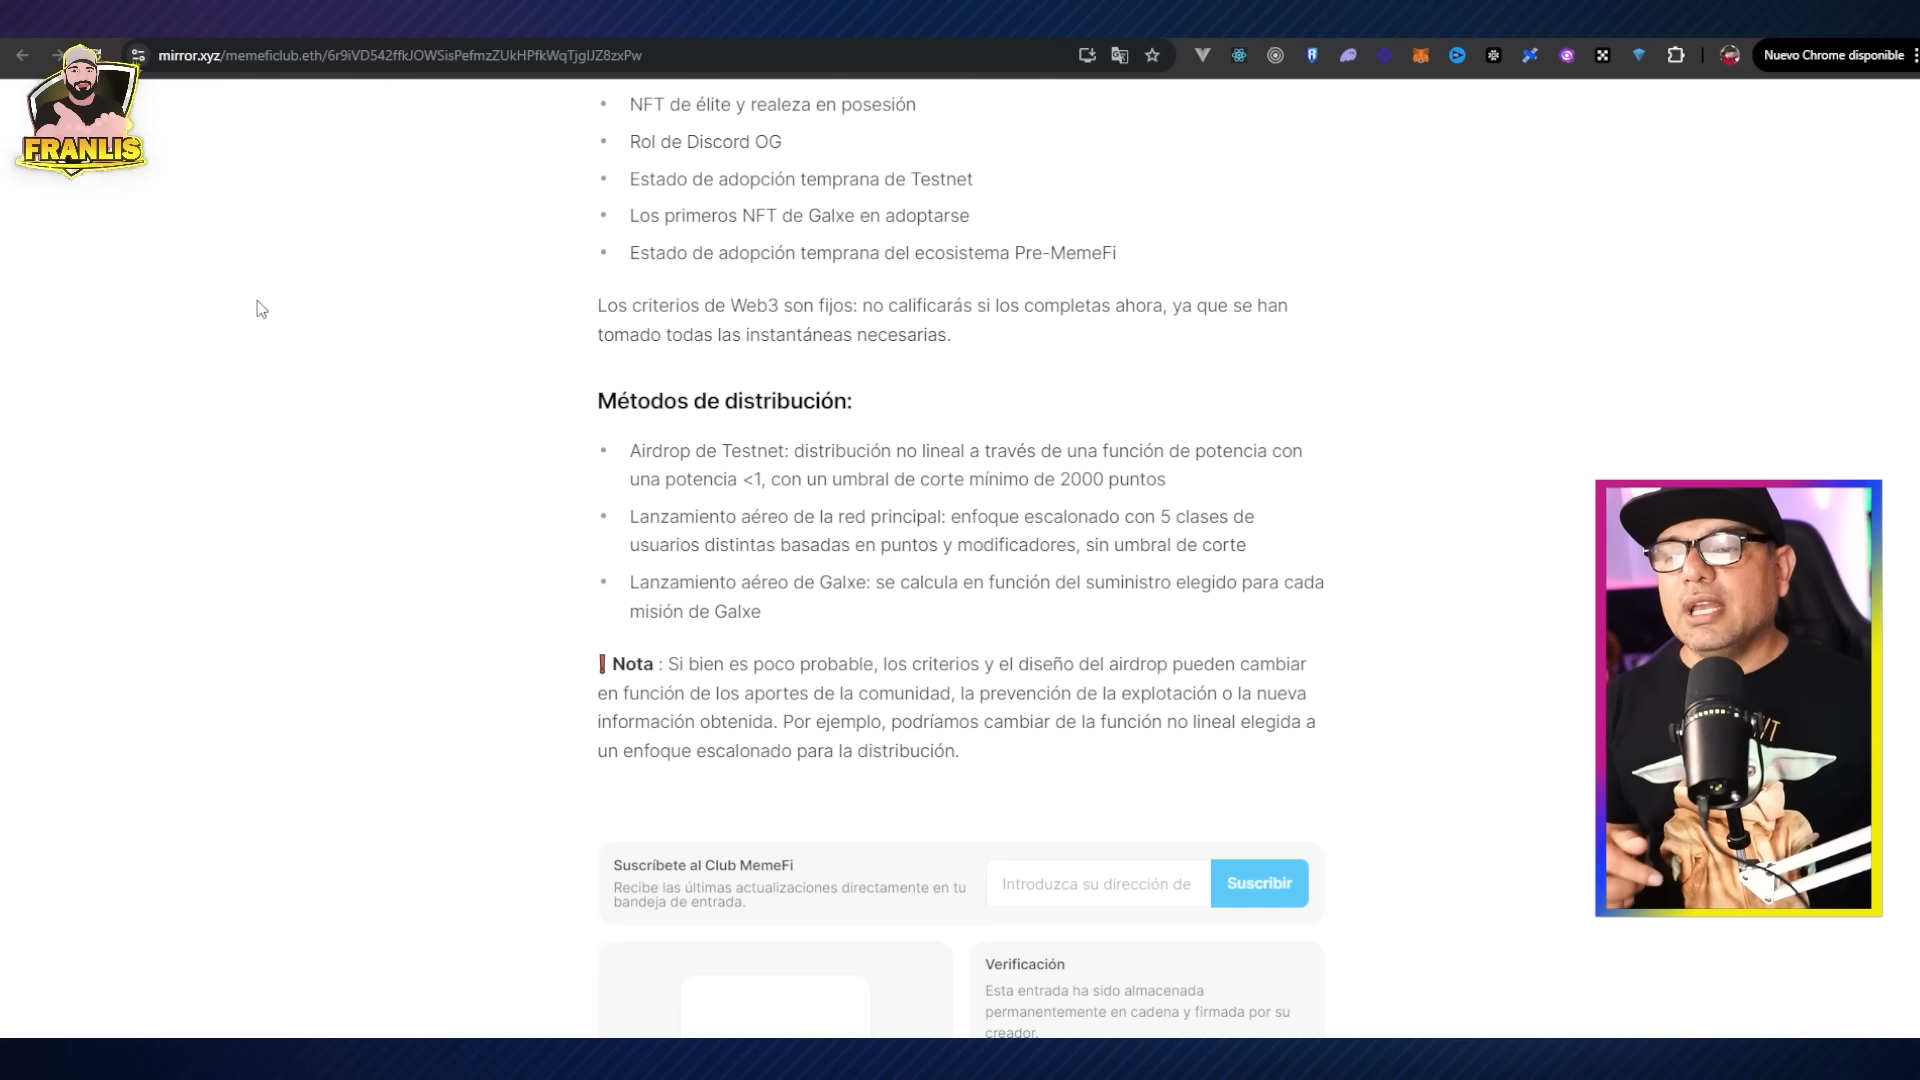 mirror.xyz/memeficlub.eth/6r9iVD542ffkJOWSisPefmzZUkHPfkWqTjgIJZ8zxPw
Nuevo Chrome disponible
FRANLIS
• NFT de élite y realeza en posesión
• Rol de Discord OG
• Estado de adopción temprana de Testnet
• Los primeros NFT de Galxe en adoptarse
• Estado de adopción temprana del ecosistema Pre-MemeFi
Los criterios de Web3 son fijos: no calificarás si los completas ahora, ya que se han
tomado todas las instantáneas necesarias.
Métodos de distribución:
• Airdrop de Testnet: distribución no lineal a través de una función de potencia con
una potencia <1, con un umbral de corte mínimo de 2000 puntos
• Lanzamiento aéreo de la red principal: enfoque escalonado con 5 clases de
usuarios distintas basadas en puntos y modificadores, sin umbral de corte
• Lanzamiento aéreo de Galxe: se calcula en función del suministro elegido para cada
misión de Galxe
❗Nota : Si bien es poco probable, los criterios y el diseño del airdrop pueden cambiar
en función de los aportes de la comunidad, la prevención de la explotación o la nueva
información obtenida. Por ejemplo, podríamos cambiar de la función no lineal elegida a
un enfoque escalonado para la distribución.
Suscríbete al Club MemeFi
Recibe las últimas actualizaciones directamente en tu
bandeja de entrada.
Introduzca su dirección de
Suscribir
Verificación
Esta entrada ha sido almacenada
permanentemente en cadena y firmada por su
creador.